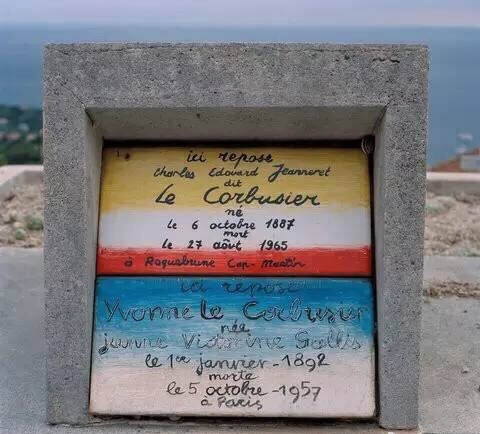 ici repose
Charles Edouard Jeanneret
dit
Le Corbusier
né
le 6 octobre 1887
mort
le 27 août 1965
à Roquebrune Cap-Martin
ici repose
Yvonne Le Corbusier
née
jeanne Victorine Gallis
le 1er janvier-1892
morte
le 5 octobre-1957
à Paris